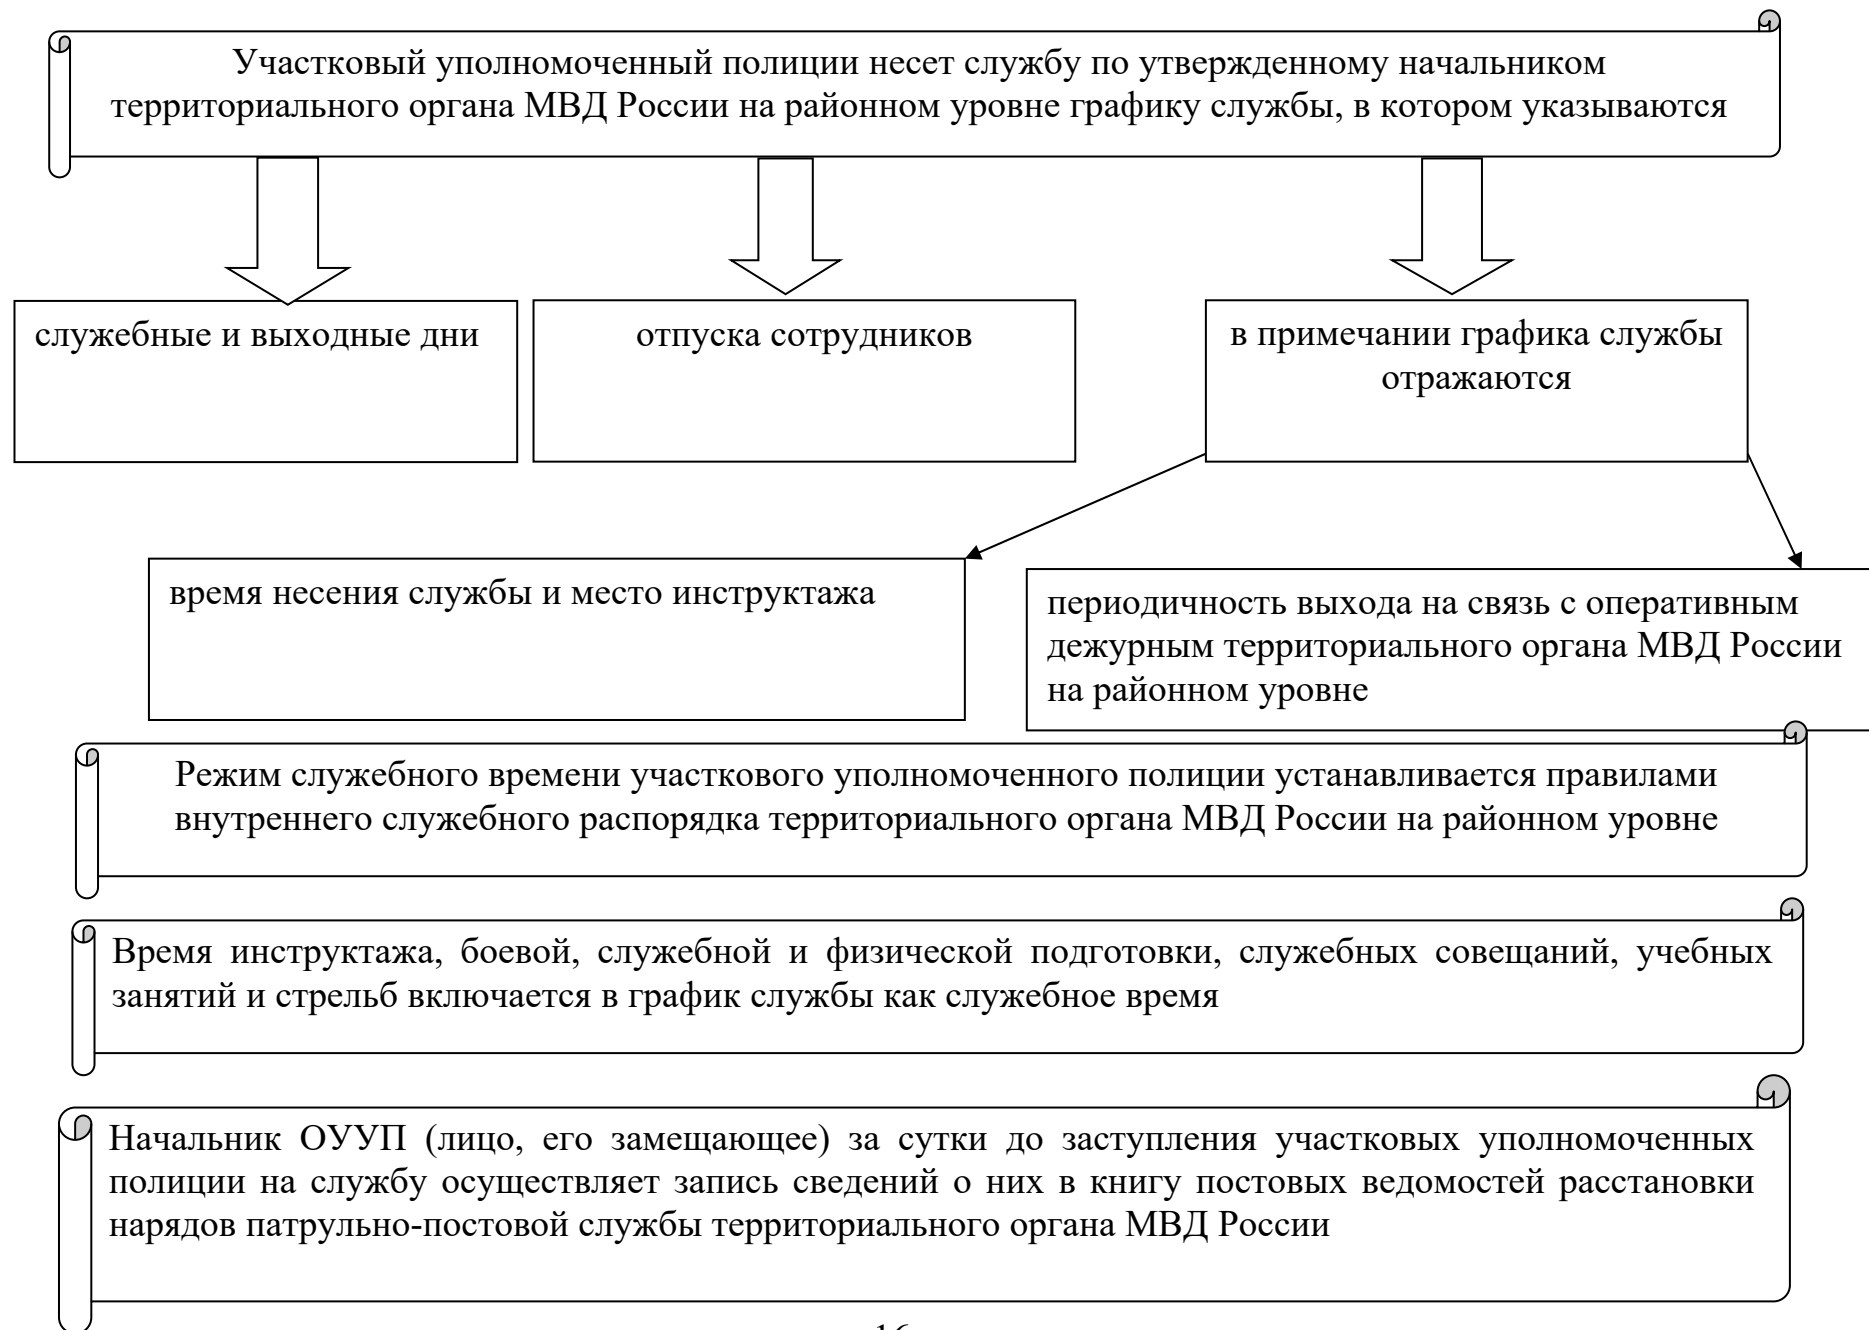 Участковый уполномоченный полиции несет службу по утвержденному начальником
территориального органа МВД России на районном уровне графику службы, в котором указываются
служебные и выходные дни
отпуска сотрудников
в примечании графика службы
отражаются
время несения службы и место инструктажа
периодичность выхода на связь с оперативным
дежурным территориального органа МВД России
на районном уровне
Режим служебного времени участкового уполномоченного полиции устанавливается правилами
внутреннего служебного распорядка территориального органа МВД России на районном уровне
Время инструктажа, боевой, служебной и физической подготовки, служебных совещаний, учебных
занятий и стрельб включается в график службы как служебное время
Начальник ОУУП (лицо, его замещающее) за сутки до заступления участковых уполномоченных
полиции на службу осуществляет запись сведений о них в книгу постовых ведомостей расстановки
нарядов патрульно-постовой службы территориального органа МВД России
16